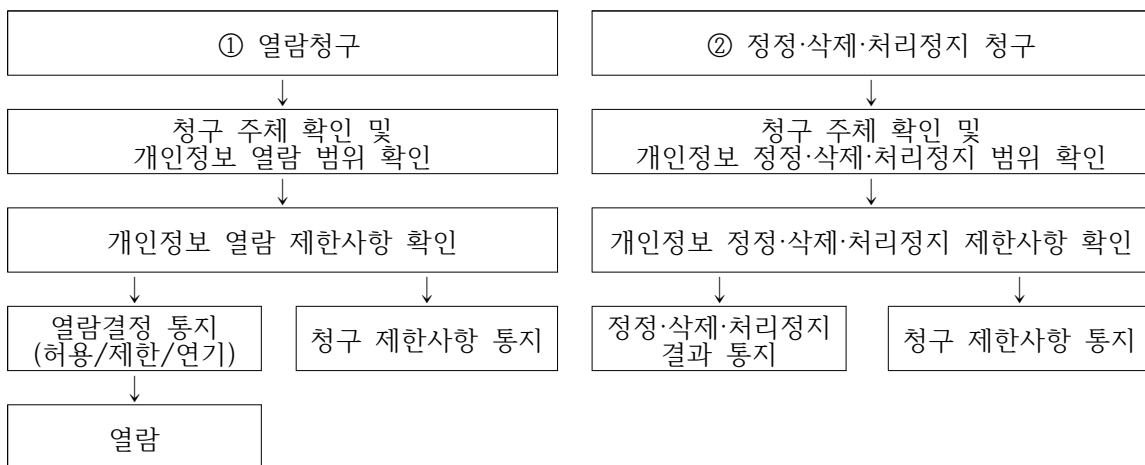 ① 열람청구
↓
청구 주체 확인 및
개인정보 열람 범위 확인
↓
개인정보 열람 제한사항 확인
↓ ↓
열람결정 통지
(허용/제한/연기)
청구 제한사항 통지
↓
열람
② 정정·삭제·처리정지 청구
↓
청구 주체 확인 및
개인정보 정정·삭제·처리정지 범위 확인
↓
개인정보 정정·삭제·처리정지 제한사항 확인
↓ ↓
정정·삭제·처리정지
결과 통지
청구 제한사항 통지